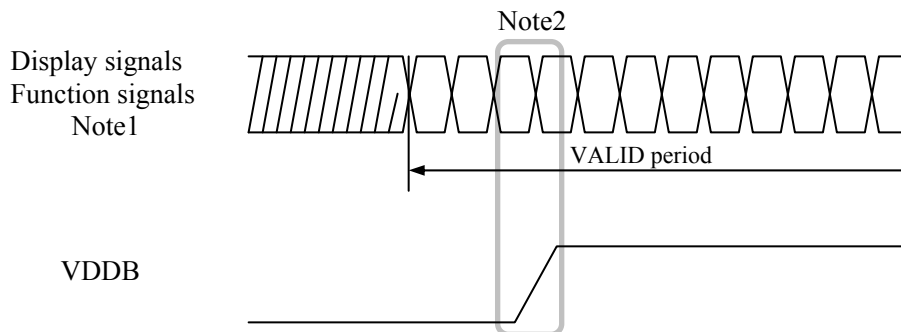 Note2
Display signals
Function signals
Note1
VALID period
VDDB